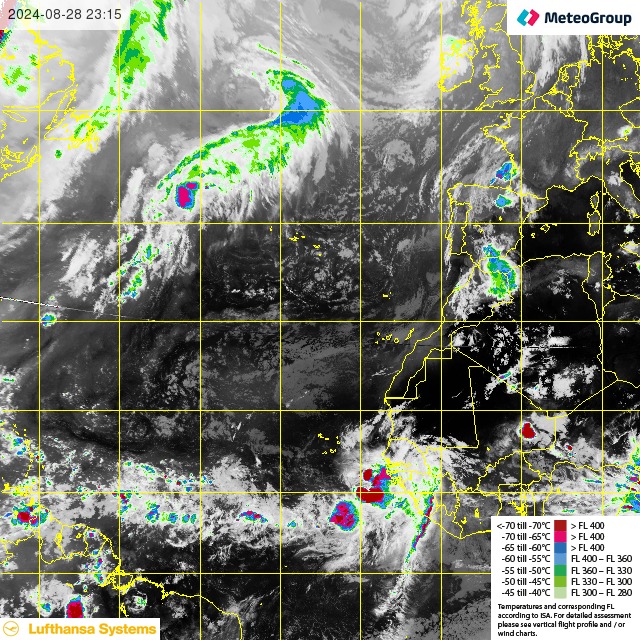 2024-08-28 23:15
MeteoGroup
<-70 till -70°C > FL 400
-70 till -65°C > FL 400
-65 till -60°C > FL 400
-60 till -55°C FL 400 – FL 360
-55 till -50°C FL 360 – FL 330
-50 till -45°C FL 330 – FL 300
-45 till -40°C FL 300 – FL 280
Temperatures and corresponding FL
according to ISA. For detailed assessment
please see vertical flight profile and / or
wind charts.
Lufthansa Systems